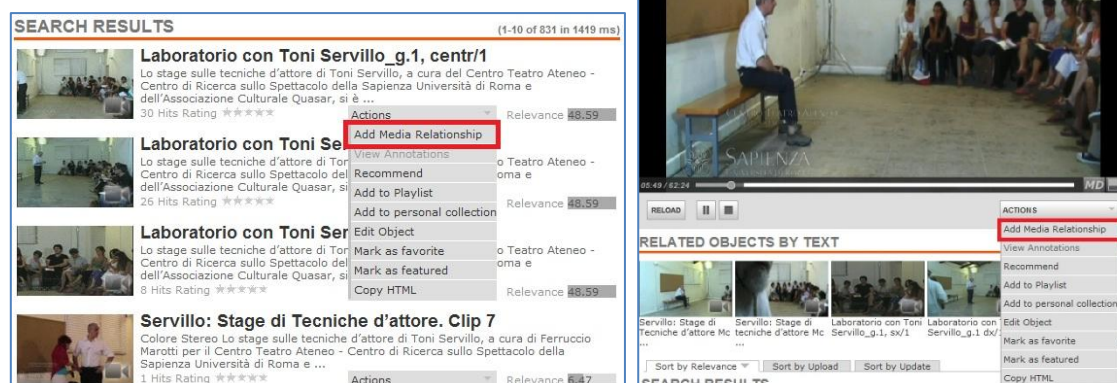 SEARCH RESULTS
(1-10 of 831 in 1419 ms)
Laboratorio con Toni Servillo_g.1, centr/1
Lo stage sulle tecniche d'attore di Toni Servillo, a cura del Centro Teatro Ateneo -
Centro di Ricerca sullo Spettacolo della Sapienza Università di Roma e
dell'Associazione Culturale Quasar, si è ...
30 Hits Rating
Actions
Relevance 48.59
Add Media Relationship
View Annotations
Recommend
Add to Playlist
Add to personal collection
Edit Object
Mark as favorite
Mark as featured
Copy HTML
Laboratorio con Toni Se
Lo stage sulle tecniche d'attore di Tor
o Teatro Ateneo -
Centro di Ricerca sullo Spettacolo del
oma e
dell'Associazione Culturale Quasar, si
26 Hits Rating
Relevance 48.59
Laboratorio con Toni Ser
Lo stage sulle tecniche d'attore di Tor
o Teatro Ateneo -
Centro di Ricerca sullo Spettacolo del
oma e
dell'Associazione Culturale Quasar, si
8 Hits Rating
Relevance 48.59
Servillo: Stage di Tecniche d'attore. Clip 7
Colore Stereo Lo stage sulle tecniche d'attore di Toni Servillo, a cura di Ferruccio
Marotti per il Centro Teatro Ateneo - Centro di Ricerca sullo Spettacolo della
Sapienza Università di Roma e ...
1 Hits Rating
Actions
Relevance 6.47
SAPIENZA
05:49 / 62:24
MD
RELOAD
ACTIONS
Add Media Relationship
View Annotations
Recommend
Add to Playlist
Add to personal collection
Edit Object
Mark as favorite
Mark as featured
Copy HTML
RELATED OBJECTS BY TEXT
Servillo: Stage di
Tecniche d'attore Mc
...
Servillo: Stage di
tecniche d'attore Mc
...
Laboratorio con Toni
Servillo_g.1, sx/1
Laboratorio con
Servillo_g.1 dx/
Sort by Relevance
Sort by Upload
Sort by Update
SEARCH RESULTS